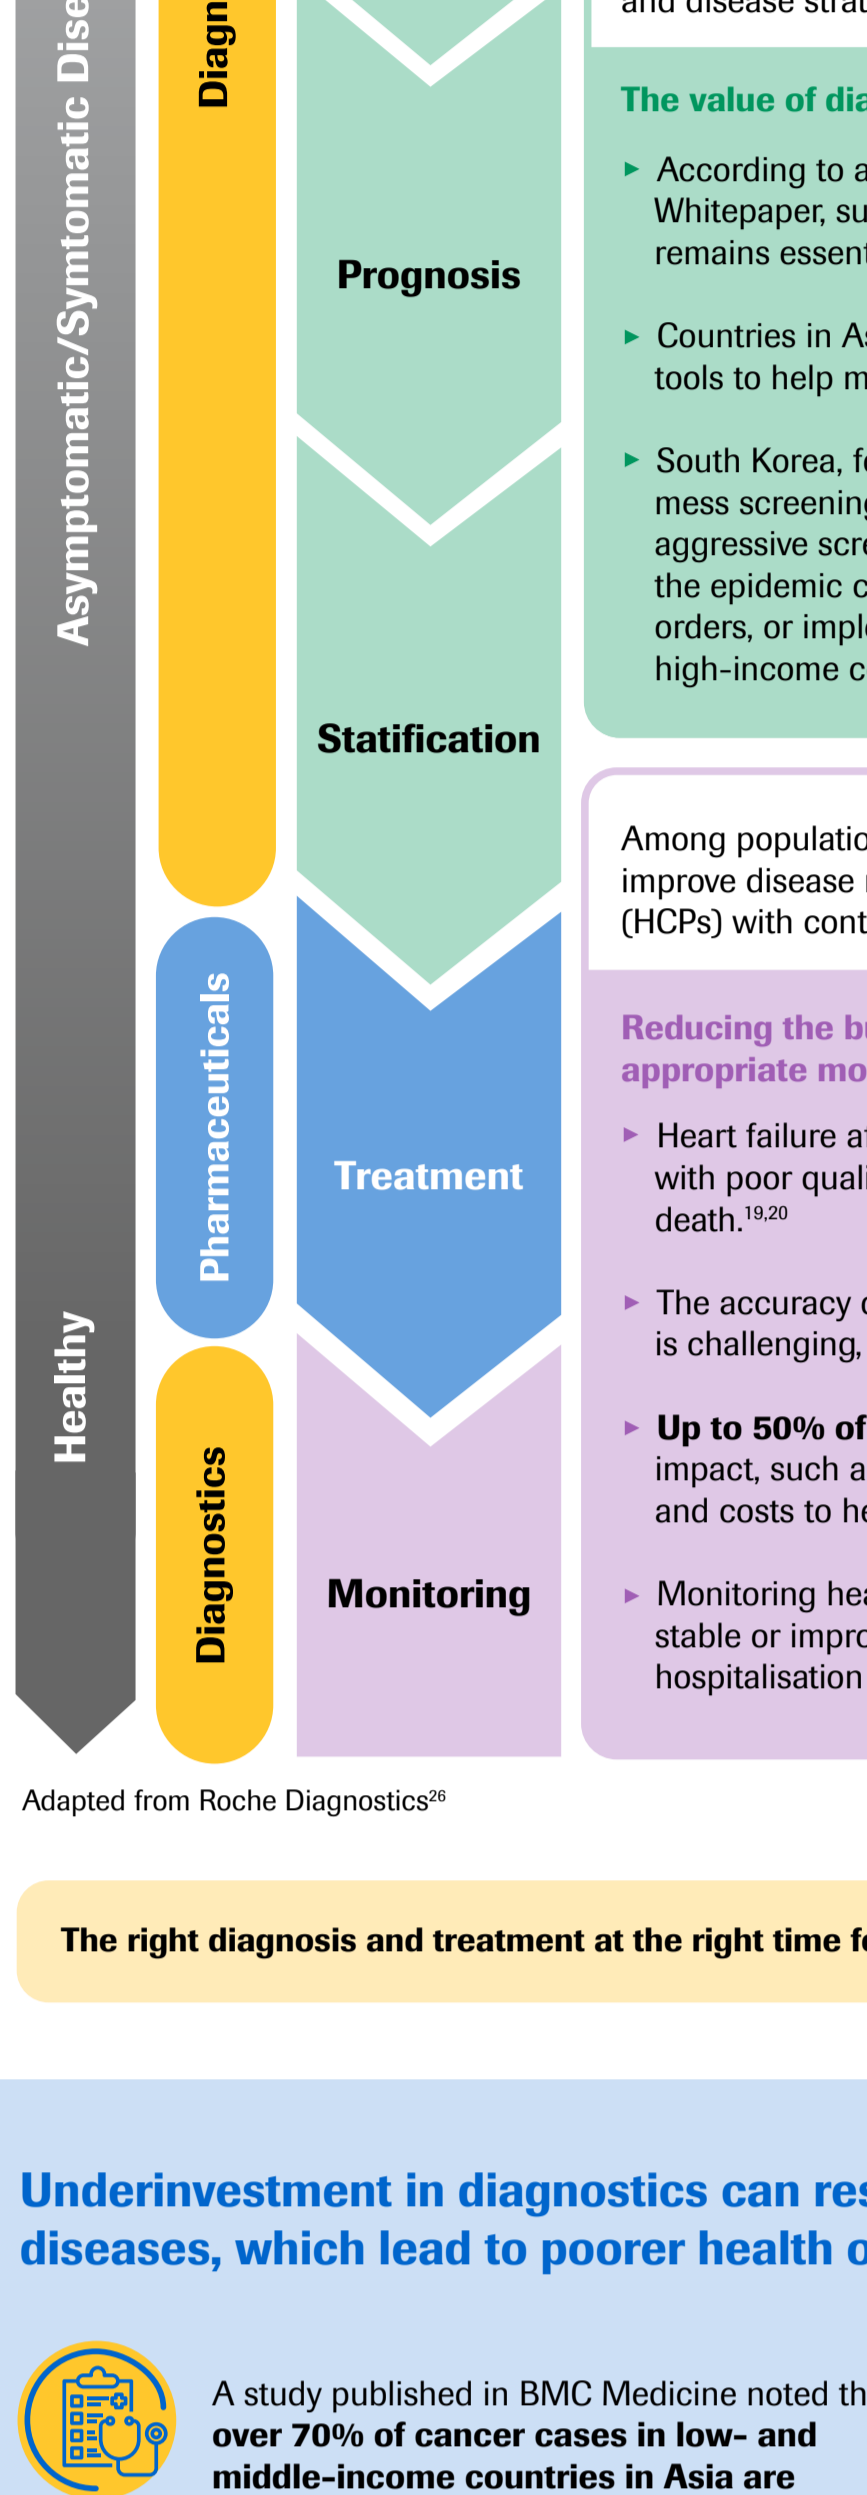 and disease strat
Asymptomatic/Symtomatic Dise
Healthy
Diagn
Pharmaceuticals
Diagnostics
Prognosis
Statification
Treatment
Monitoring
The value of dia
▸ According to a
Whitepaper, su
remains essent
▸ Countries in As
tools to help m
▸ South Korea, fo
mess screening
aggressive scre
the epidemic c
orders, or imple
high-income c
Among populatio
improve disease
(HCPs) with cont
Reducing the bu
appropriate mo
▸ Heart failure af
with poor quali
death.19,20
▸ The accuracy
is challenging,
▸ Up to 50% of
impact, such a
and costs to he
▸ Monitoring hea
stable or impro
hospitalisation
Adapted from Roche Diagnostics26
The right diagnosis and treatment at the right time fo
Underinvestment in diagnostics can res
diseases, which lead to poorer health o
A study published in BMC Medicine noted th
over 70% of cancer cases in low- and
middle-income countries in Asia are